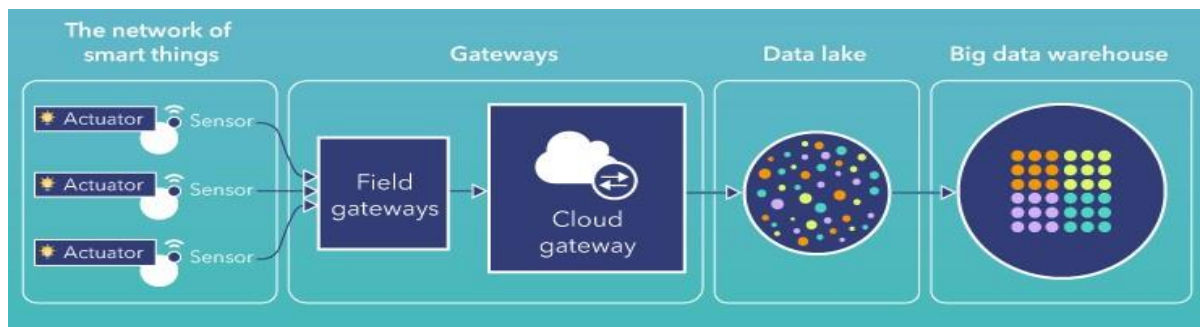 The network of
smart things
Gateways
Data lake
Big data warehouse
Actuator
Sensor
Actuator
Sensor
Actuator
Sensor
Field
gateways
Cloud
gateway